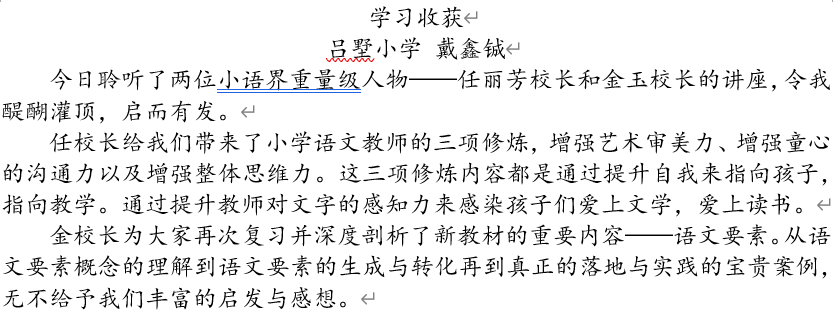 学习收获
吕墅小学 戴鑫铖
今日聆听了两位小语界重量级人物——任丽芳校长和金玉校长的讲座，令我
醍醐灌顶，启而有发。
任校长给我们带来了小学语文教师的三项修炼，增强艺术审美力、增强童心
的沟通力以及增强整体思维力。这三项修炼内容都是通过提升自我来指向孩子，
指向教学。通过提升教师对文字的感知力来感染孩子们爱上文学，爱上读书。
金校长为大家再次复习并深度剖析了新教材的重要内容——语文要素。从语
文要素概念的理解到语文要素的生成与转化再到真正的落地与实践的宝贵案例，
无不给予我们丰富的启发与感想。